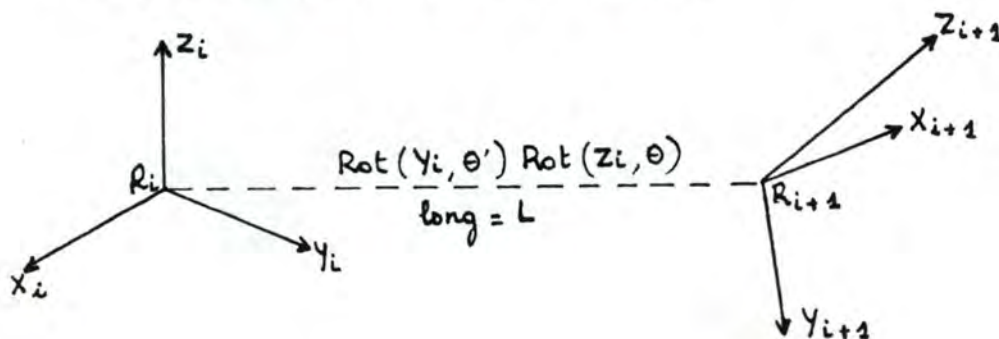 Zi
Zi+1
Xi+1
Rot(Yi, θ') Rot(Zi, θ)
Ri
Ri+1
long = L
Yi
Xi
Yi+1